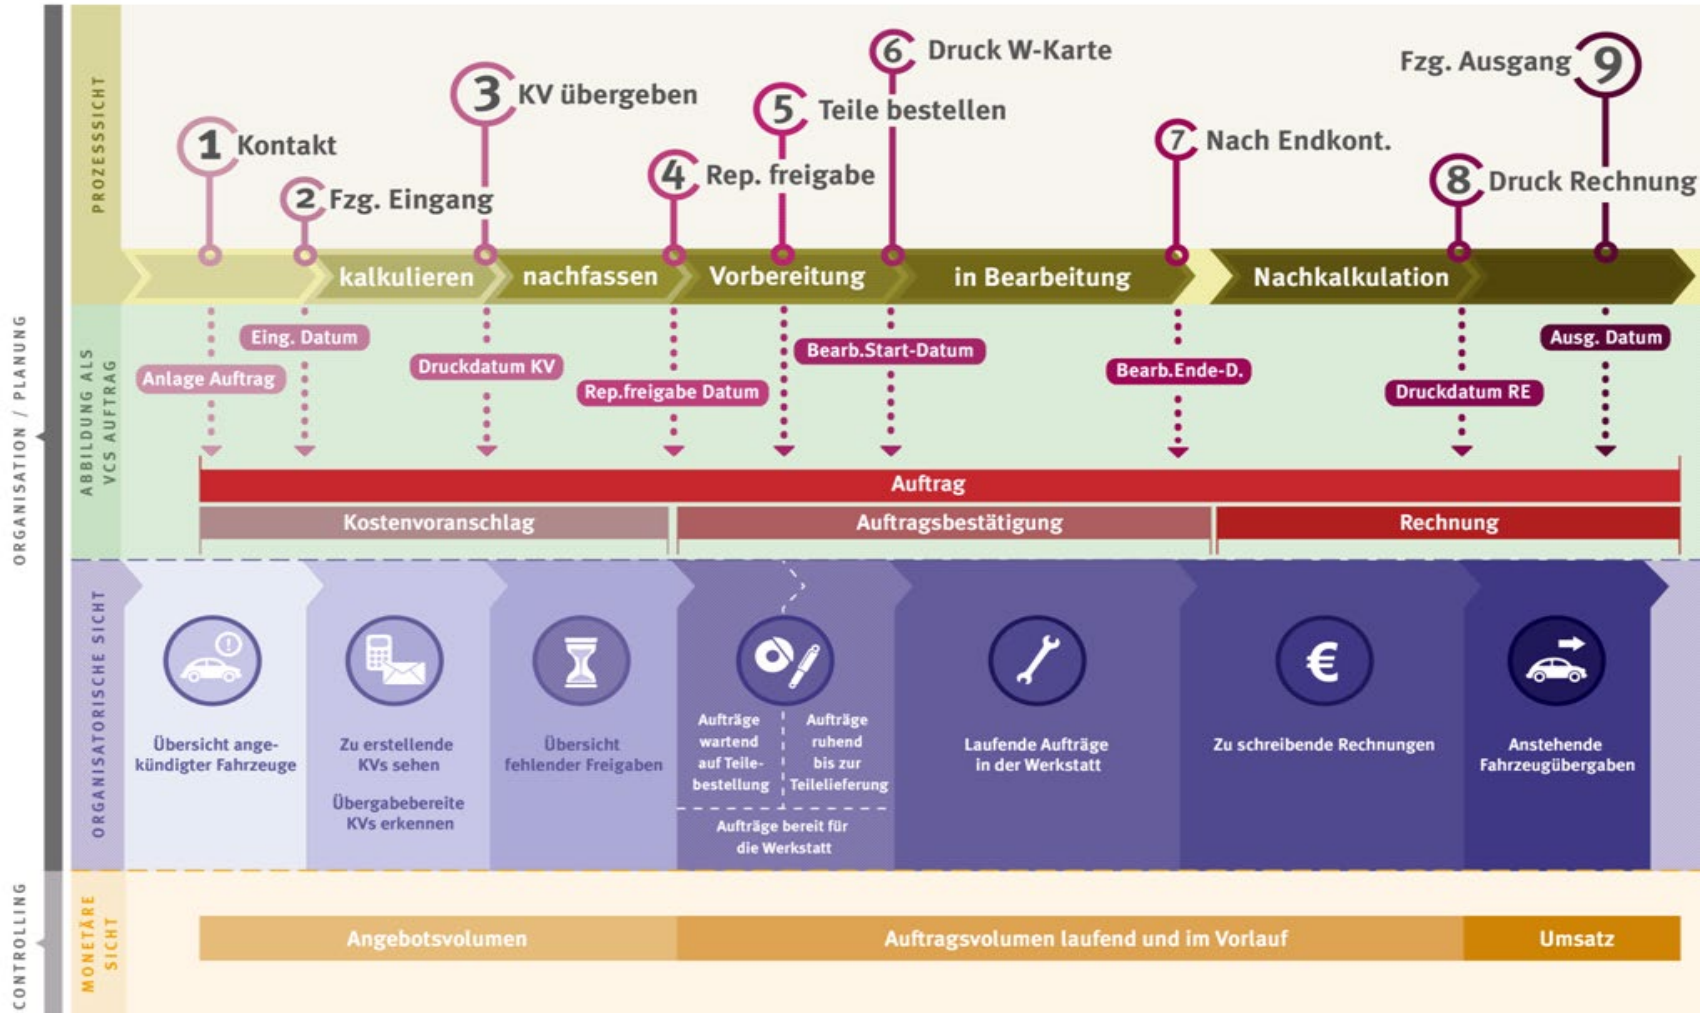 ORGANISATION / PLANUNG
CONTROLLING
PROZESSSICHT
1 Kontakt
2 Fzg. Eingang
3 KV übergeben
4 Rep. freigabe
5 Teile bestellen
6 Druck W-Karte
7 Nach Endkont.
8 Druck Rechnung
Fzg. Ausgang 9
kalkulieren
nachfassen
Vorbereitung
in Bearbeitung
Nachkalkulation
ABBILDUNG ALS
VCS AUFTRAG
Anlage Auftrag
Eing. Datum
Druckdatum KV
Rep.freigabe Datum
Bearb.Start-Datum
Bearb.Ende-D.
Druckdatum RE
Ausg. Datum
Auftrag
Kostenvoranschlag
Auftragsbestätigung
Rechnung
ORGANISATORISCHE SICHT
!
Übersicht ange-
kündigter Fahrzeuge
Zu erstellende
KVs sehen
Übergabebereite
KVs erkennen
Übersicht
fehlender Freigaben
Aufträge
wartend
auf Teile-
bestellung
Aufträge
ruhend
bis zur
Teilelieferung
Aufträge bereit für
die Werkstatt
Laufende Aufträge
in der Werkstatt
€
Zu schreibende Rechnungen
Anstehende
Fahrzeugübergaben
MONETÄRE
SICHT
Angebotsvolumen
Auftragsvolumen laufend und im Vorlauf
Umsatz